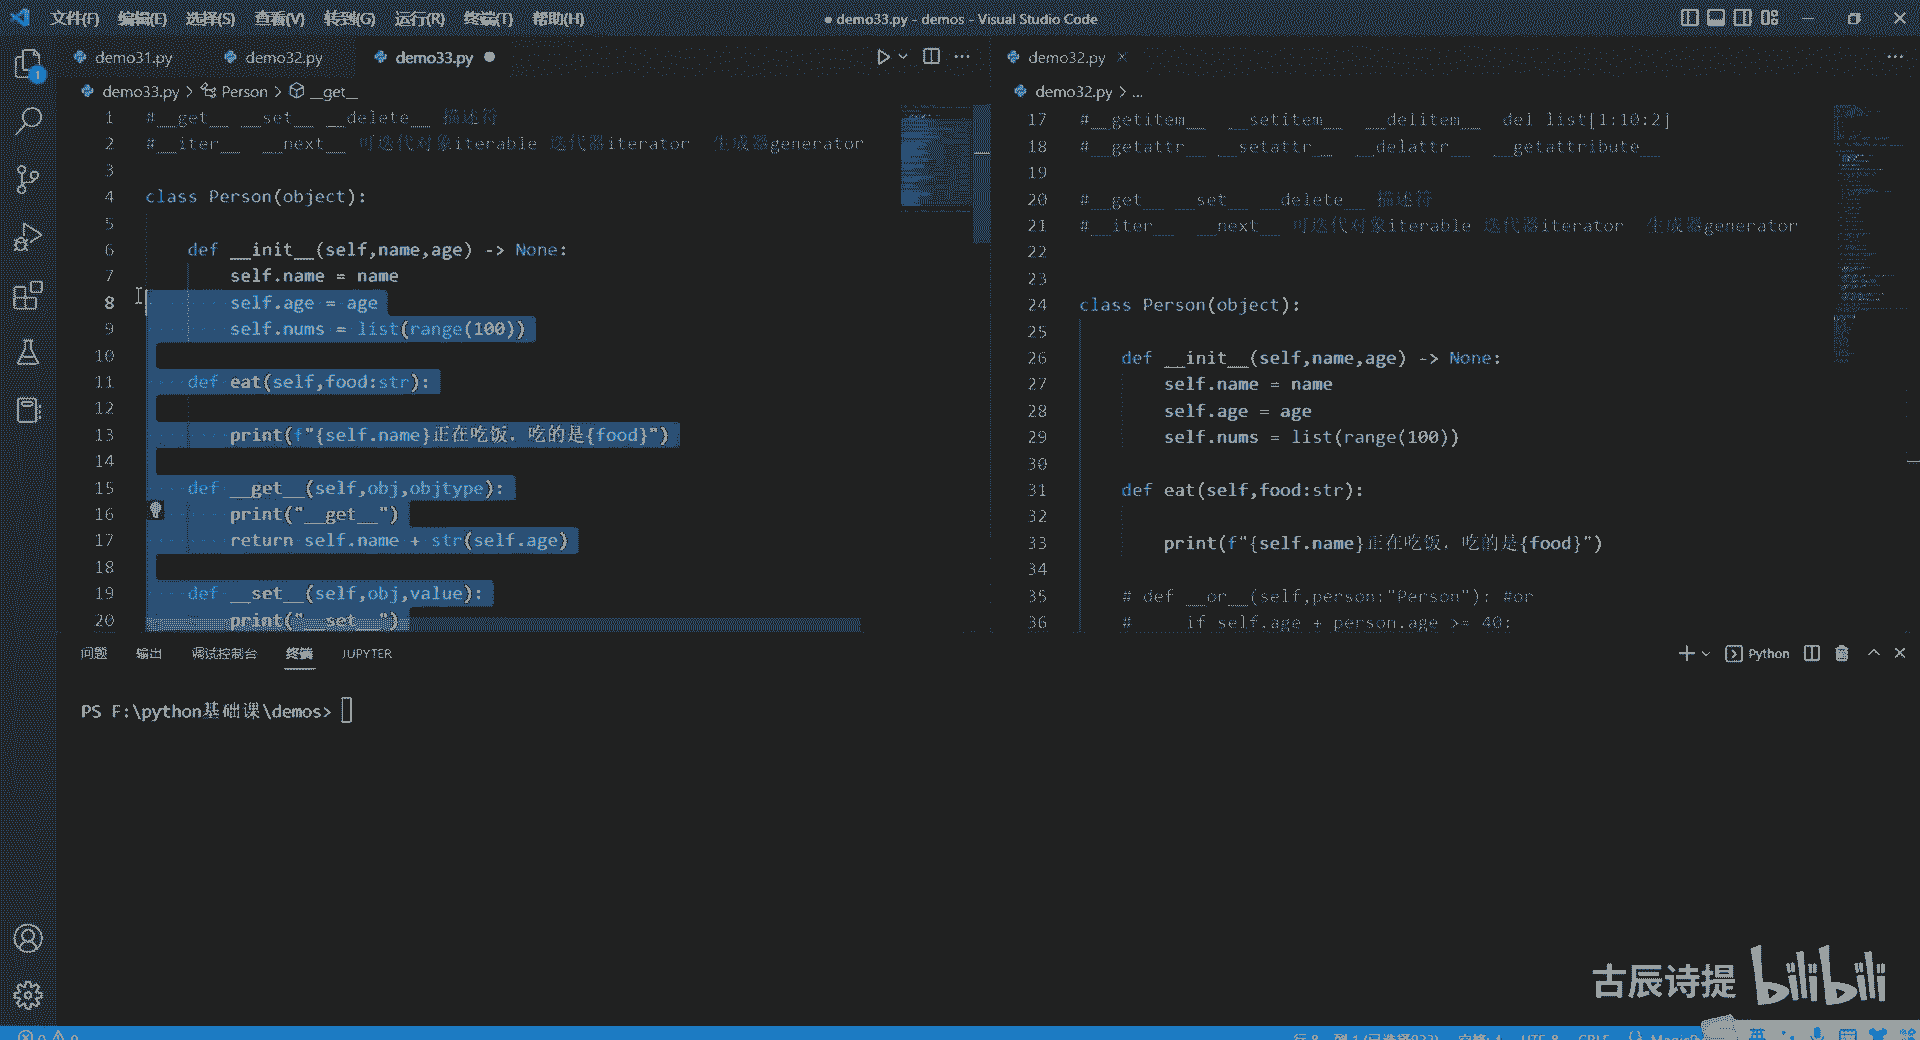 文件(F) 编辑(E) 选择(S) 查看(V) 转到(G) 运行(R) 终端(T) 帮助(H)
● demo33.py - demos - Visual Studio Code
demo31.py demo32.py demo33.py ●
demo33.py > Person > __get__
1 #__get__ __set__ __delete__ 描述符
2 #__iter__ __next__ 可迭代对象iterable 迭代器iterator 生成器generator
3
4 class Person(object):
5
6 def __init__(self,name,age) -> None:
7 self.name = name
8 self.age = age
9 self.nums = list(range(100))
10
11 def eat(self,food:str):
12
13 print(f"{self.name}正在吃饭，吃的是{food}")
14
15 def __get__(self,obj,objtype):
16 print("__get__")
17 return self.name + str(self.age)
18
19 def __set__(self,obj,value):
20 print("__set__")
demo32.py ×
demo32.py > ...
17 #__getitem__ __setitem__ __delitem__ del list[1:10:2]
18 #__getattr__ __setattr__ __delattr__ __getattribute__
19
20 #__get__ __set__ __delete__ 描述符
21 #__iter__ __next__ 可迭代对象iterable 迭代器iterator 生成器generator
22
23
24 class Person(object):
25
26 def __init__(self,name,age) -> None:
27 self.name = name
28 self.age = age
29 self.nums = list(range(100))
30
31 def eat(self,food:str):
32
33 print(f"{self.name}正在吃饭，吃的是{food}")
34
35 # def __or__(self,person:"Person"): #or
36 # if self.age + person.age >= 40:
问题 输出 调试控制台 终端 JUPYTER
Python
PS F:\python基础课\demos>
古辰诗提 bilibili